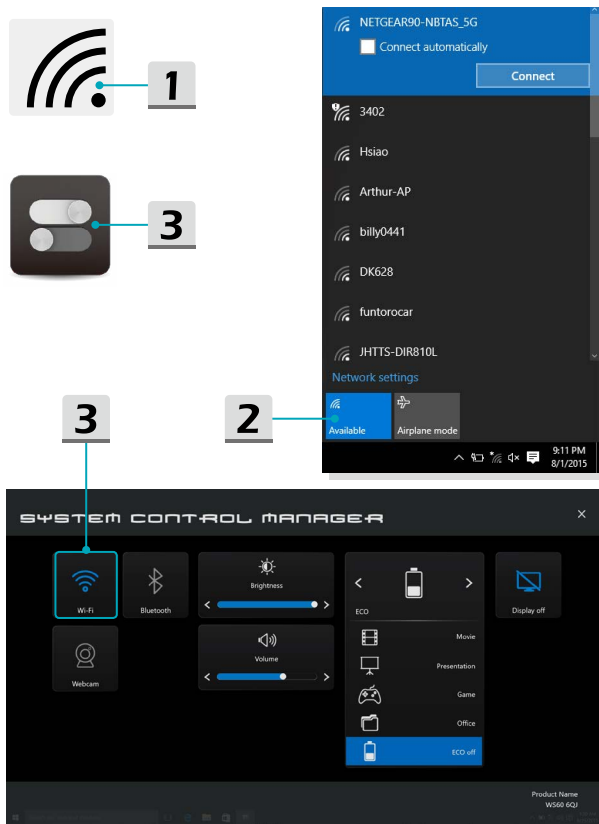 1
3
NETGEAR90-NBTAS_5G
Connect automatically
Connect
3402
Hsiao
Arthur-AP
billy0441
DK628
funtorocar
JHTTS-DIR810L
Network settings
Available
Airplane mode
9:11 PM
8/1/2015
2
3
SYSTEM CONTROL MANAGER
Wi-Fi
Bluetooth
Brightness
ECO
Display off
Webcam
Volume
Movie
Presentation
Game
Office
ECO off
Product Name
WS60 6QJ